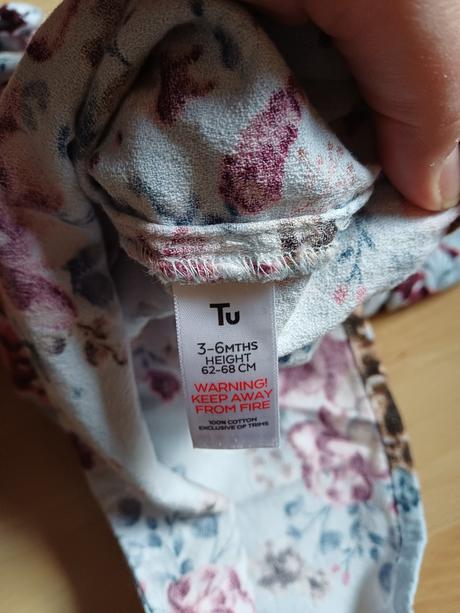 Tu
3-6MTHS
HEIGHT
62-68 CM
WARNING!
KEEP AWAY
FROM FIRE
100% COTTON
EXCLUSIVE OF TRIMS